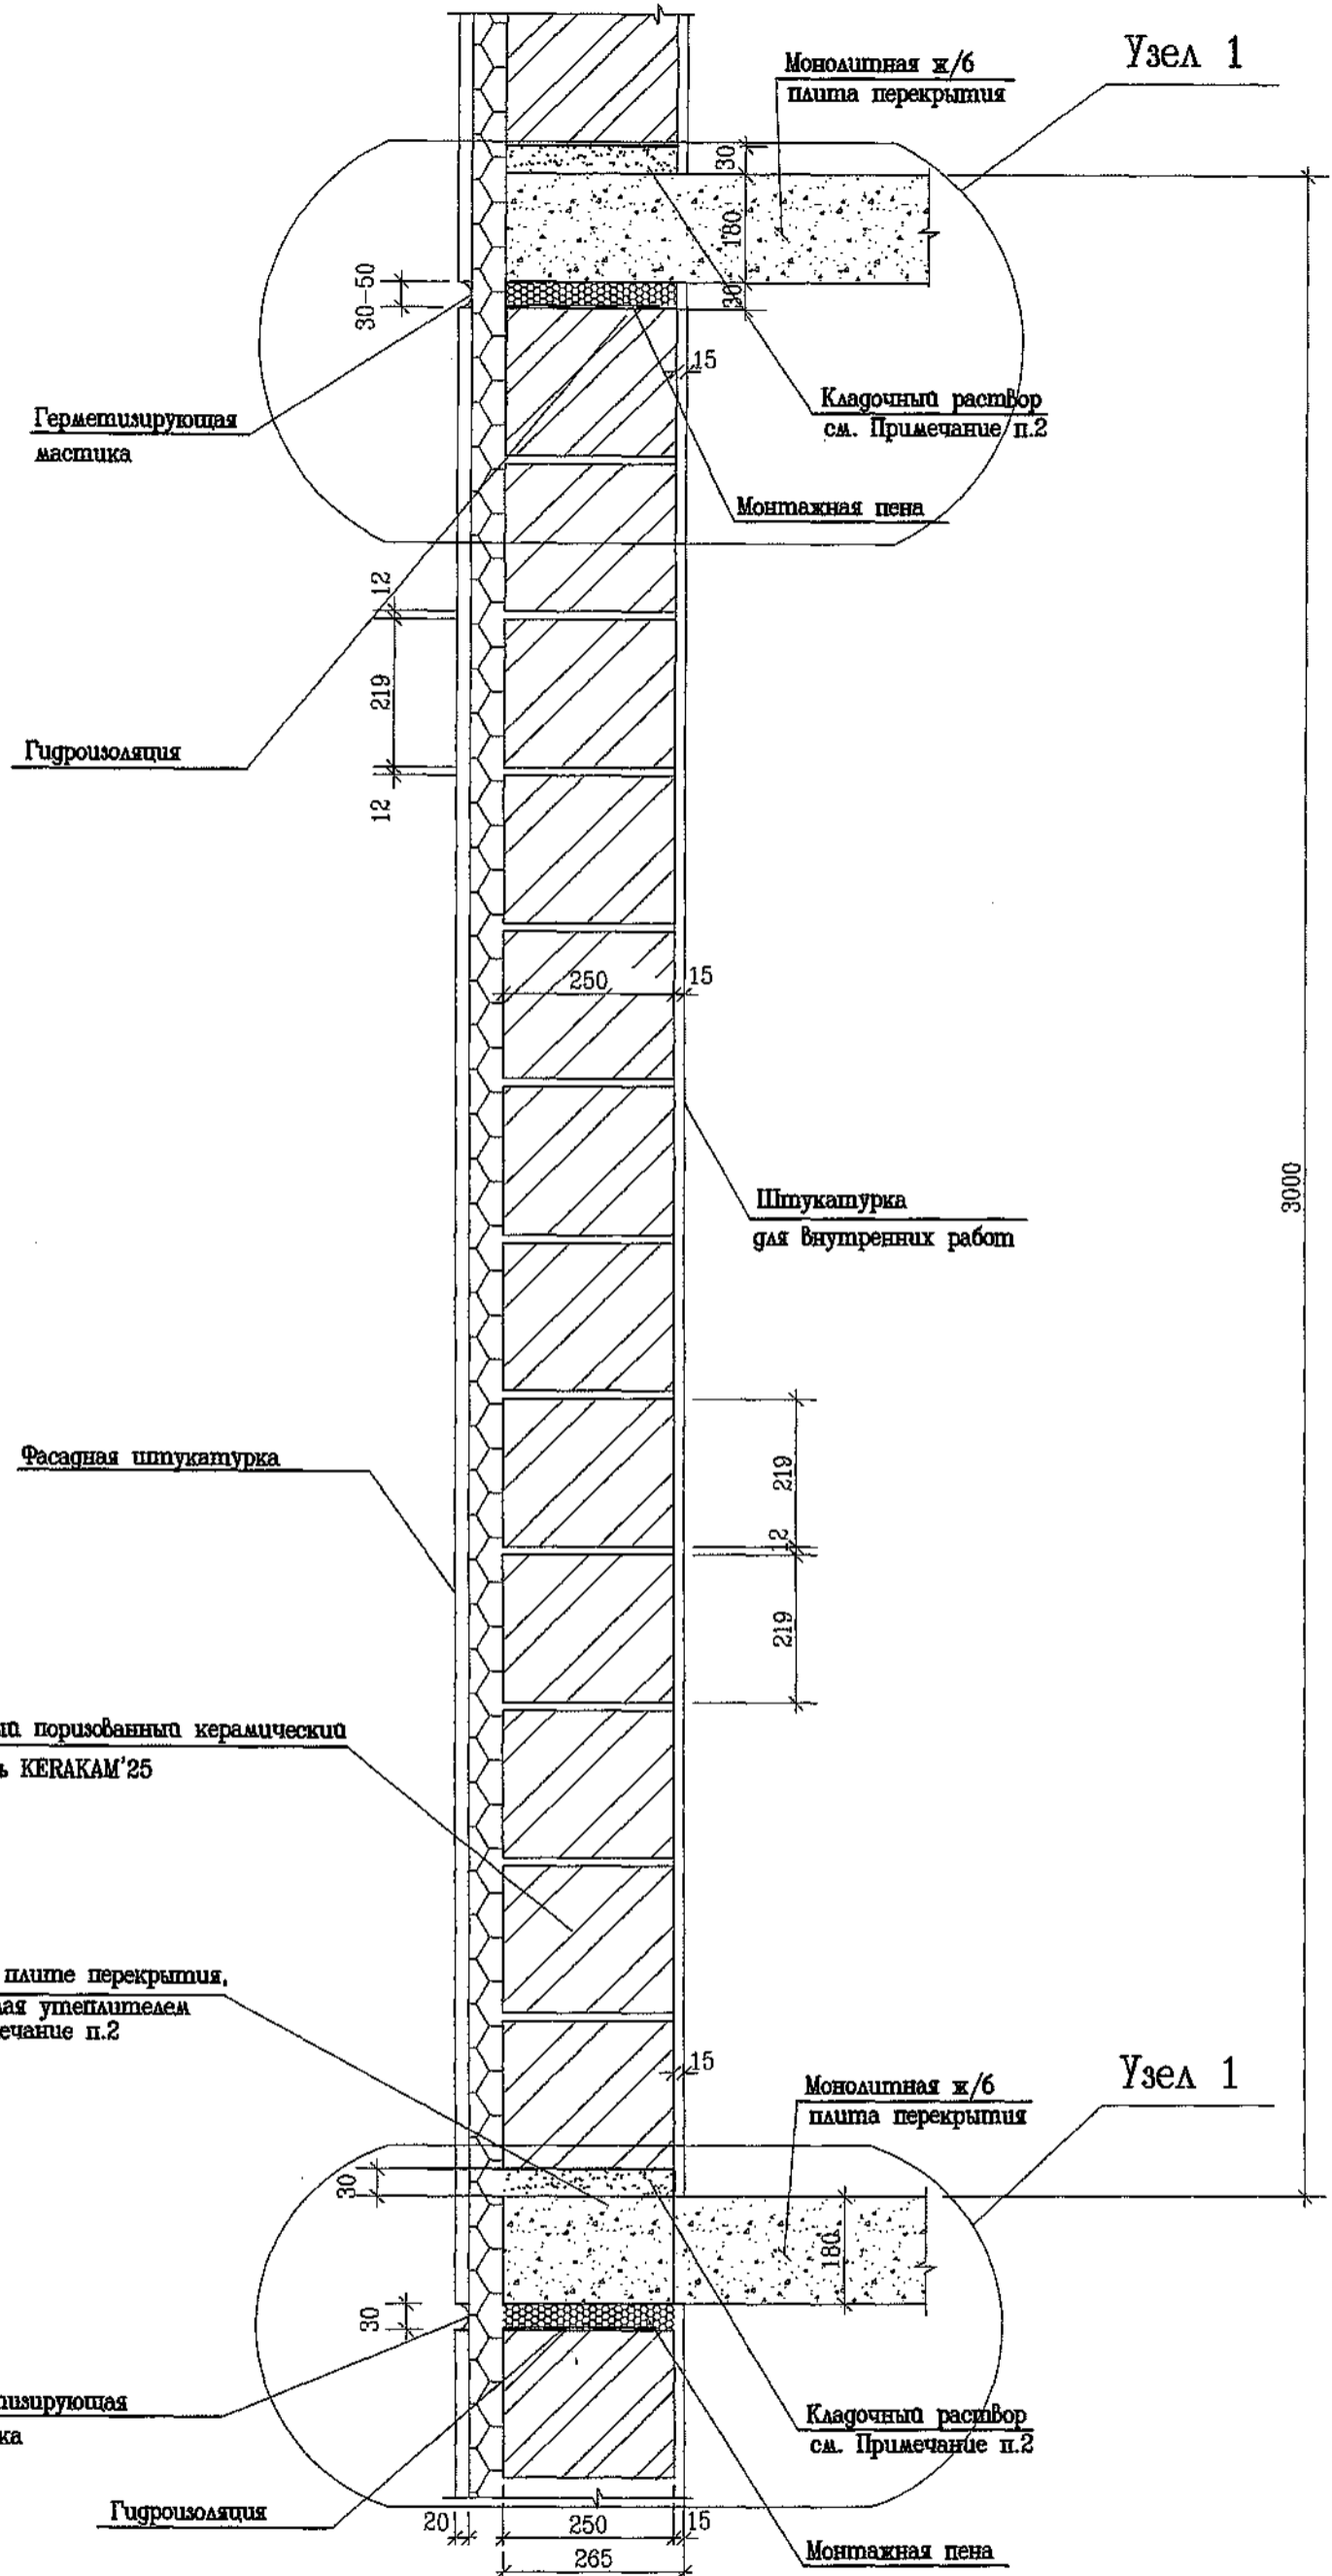 Узел 1
Монолитная ж/б
плита перекрытия
30
180
30
30-50
15
Герметизирующая
мастика
Кладочный раствор
см. Примечание п.2
Монтажная пена
12
219
12
Гидроизоляция
250
15
3000
Штукатурка
для внутренних работ
Фасадная штукатурка
219
12
219
поризованный керамический
KERAKAM'25
плите перекрытия,
утеплителем
п.2
15
Узел 1
Монолитная ж/б
плита перекрытия
30
180
30
Кладочный раствор
см. Примечание п.2
Гидроизоляция
20
250
15
265
Монтажная пена